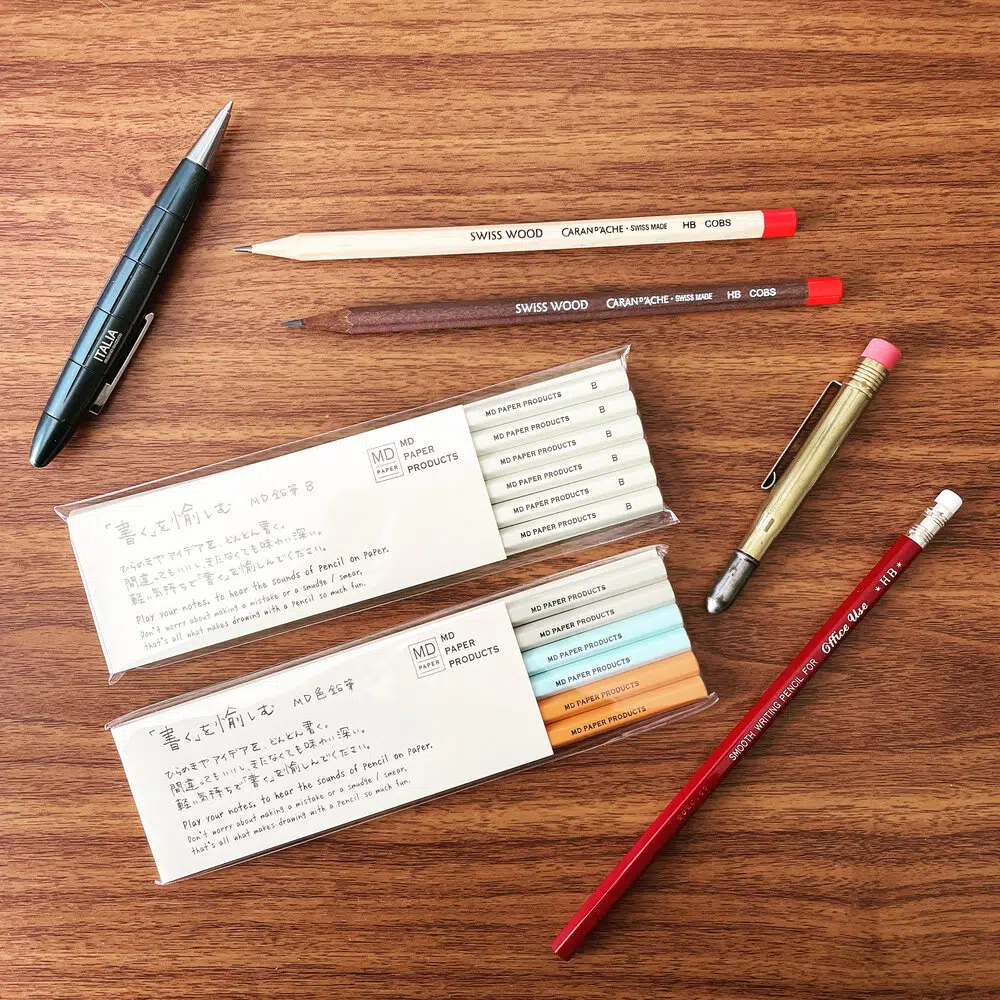 ITALIA
SWISS WOOD CARAN D'ACHE · SWISS MADE HB COBS
SWISS WOOD CARAN D'ACHE · SWISS MADE HB COBS
MD PAPER PRODUCTS B
MD PAPER PRODUCTS B
MD PAPER PRODUCTS B
MD PAPER PRODUCTS B
MD PAPER PRODUCTS B
MD PAPER PRODUCTS B
MD
PAPER
MD
PAPER
PRODUCTS
「書く」を愉しむ MD鉛筆 B
ひらめきやアイデアを、どんどん書く。
間違ってもいいし、きたなくても味わい深い。
軽い気持ちで「書く」を愉しんでください。
Play your notes, to hear the sounds of Pencil on Paper.
Don't worry about making a mistake or a smudge / smear,
that's all what makes drawing with a Pencil so much fun.
MD PAPER PRODUCTS
MD PAPER PRODUCTS
MD PAPER PRODUCTS
MD PAPER PRODUCTS
MD PAPER PRODUCTS
MD PAPER PRODUCTS
MD
PAPER
MD
PAPER
PRODUCTS
「書く」を愉しむ MD色鉛筆
ひらめきやアイデアを、どんどん書く。
間違ってもいいし、きたなくても味わい深い。
軽い気持ちで「書く」を愉しんでください。
Play your notes, to hear the sounds of Pencil on Paper.
Don't worry about making a mistake or a smudge / smear,
that's all what makes drawing with a Pencil so much fun.
SMOOTH WRITING PENCIL FOR Office Use ★HB★